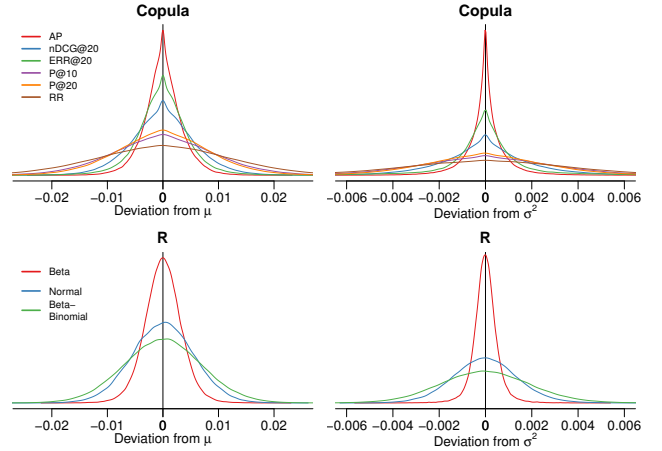 Copula
AP
nDCG@20
ERR@20
P@10
P@20
RR
−0.02 −0.01 0 0.01 0.02
Deviation from μ
Copula
−0.006 −0.004 −0.002 0 0.002 0.004 0.006
Deviation from σ²
R
Beta
Normal
Beta−
Binomial
−0.02 −0.01 0 0.01 0.02
Deviation from μ
R
−0.006 −0.004 −0.002 0 0.002 0.004 0.006
Deviation from σ²